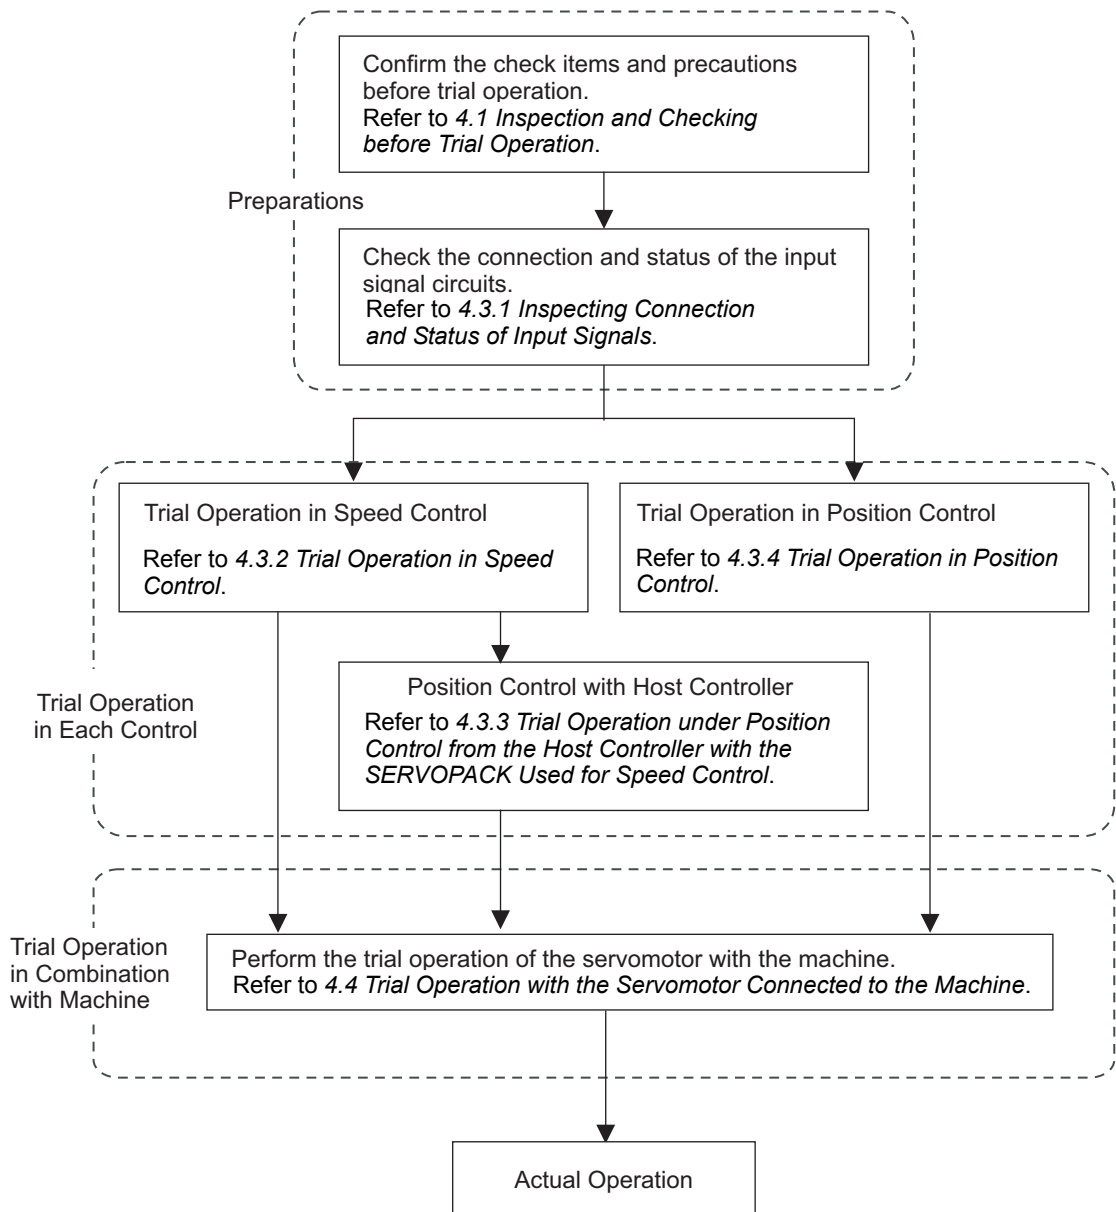 Confirm the check items and precautions
before trial operation.
Refer to 4.1 Inspection and Checking
before Trial Operation.
Preparations
Check the connection and status of the input
signal circuits.
Refer to 4.3.1 Inspecting Connection
and Status of Input Signals.
Trial Operation in Speed Control
Refer to 4.3.2 Trial Operation in Speed
Control.
Trial Operation in Position Control
Refer to 4.3.4 Trial Operation in Position
Control.
Trial Operation
in Each Control
Position Control with Host Controller
Refer to 4.3.3 Trial Operation under Position
Control from the Host Controller with the
SERVOPACK Used for Speed Control.
Trial Operation
in Combination
with Machine
Perform the trial operation of the servomotor with the machine.
Refer to 4.4 Trial Operation with the Servomotor Connected to the Machine.
Actual Operation